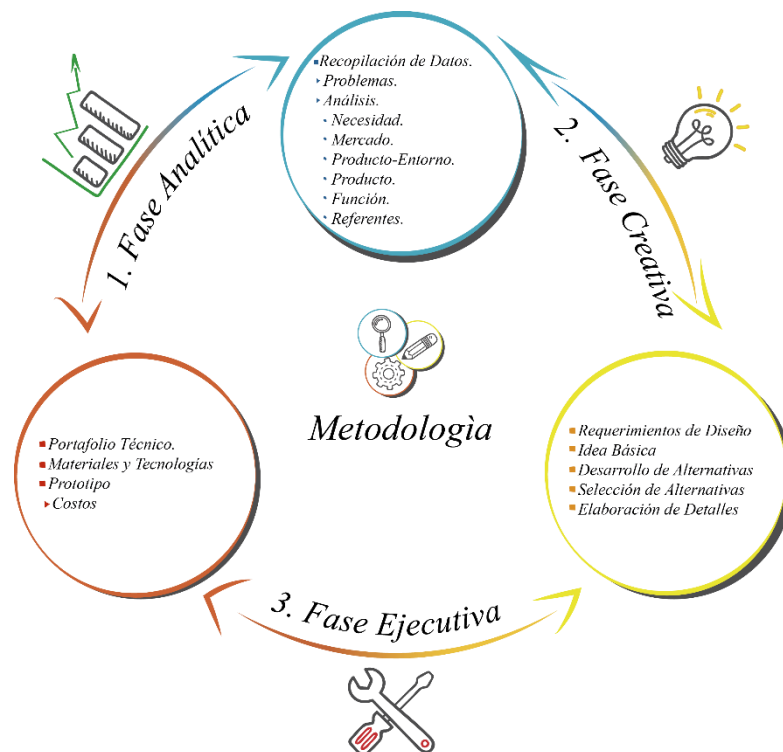 Recopilación de Datos.
Problemas.
Análisis.
Necesidad.
Mercado.
Producto-Entorno.
Producto.
Función.
Referentes.
1. Fase Analítica
2. Fase Creativa
Metodologìa
Portafolio Técnico.
Materiales y Tecnologías
Prototipo
Costos
Requerimientos de Diseño
Idea Básica
Desarrollo de Alternativas
Selección de Alternativas
Elaboración de Detalles
3. Fase Ejecutiva